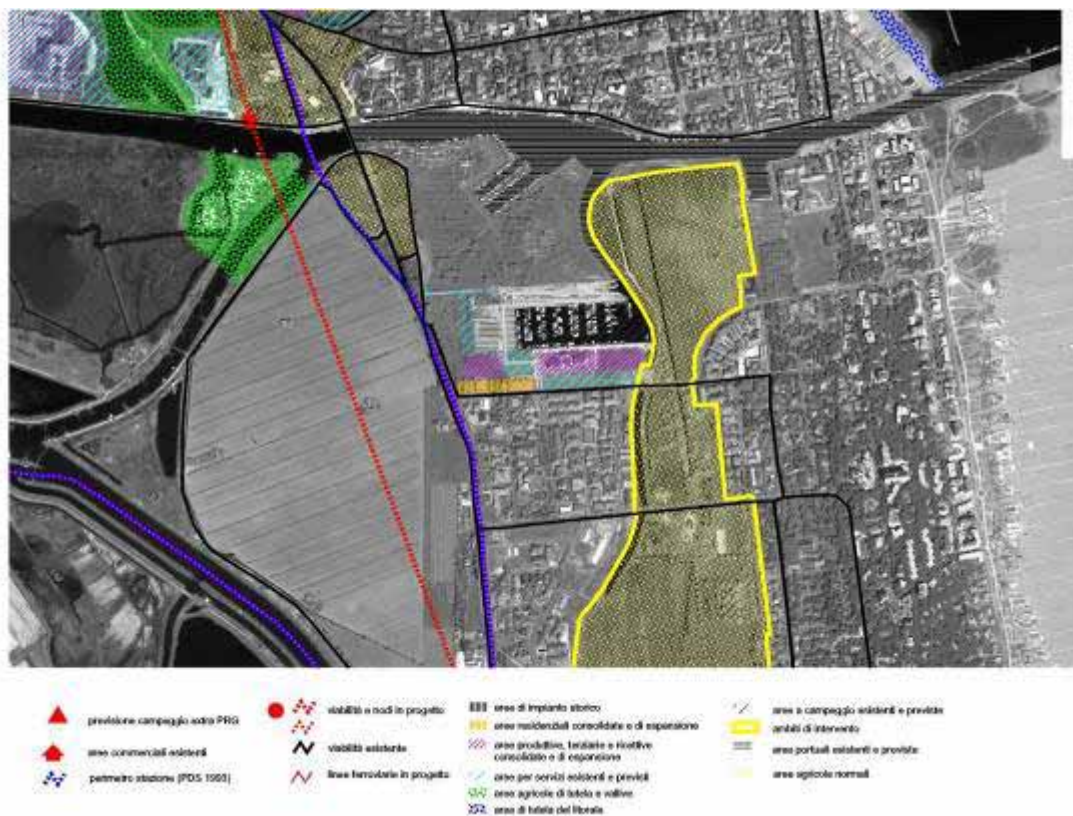 previsione campeggio extra PRG
aree commerciali esistenti
perimetro stazione (PDS 1993)
viabilità e nodi in progetto
viabilità esistente
linee ferroviarie in progetto
aree di impianto storico
aree residenziali consolidate e di espansione
aree produttive, terziarie e ricettive
consolidate e di espansione
aree per servizi esistenti e previsti
aree agricole di tutela e vallive
aree di tutela del litorale
aree a campeggio esistenti e previste
ambiti di intervento
aree portuali esistenti e previste
aree agricole normali